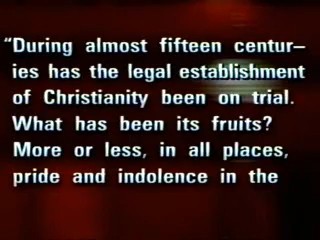 “During almost fifteen centur—
ies has the legal establishment
of Christianity been on trial.
What has been its fruits?
More or less, in all places,
pride and indolence in the